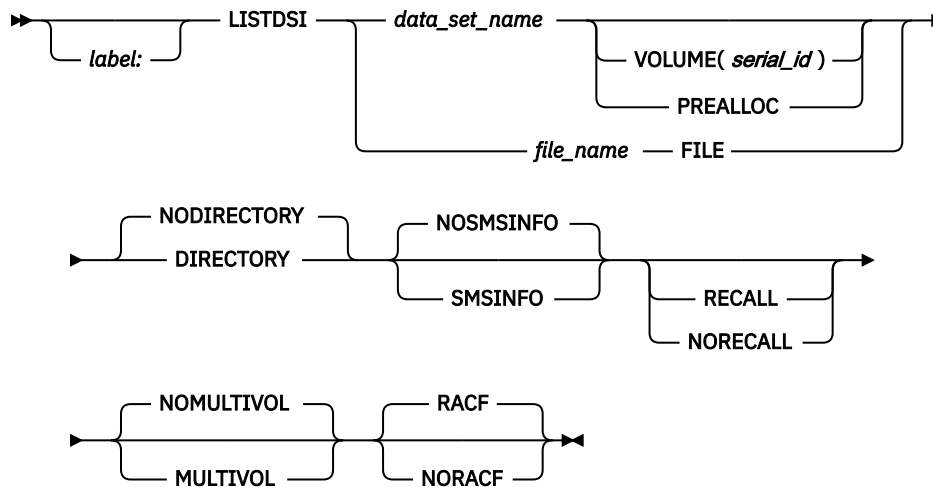 LISTDSI data_set_name
label: VOLUME( serial_id )
PREALLOC
file_name FILE
NODIRECTORY NOSMSINFO
DIRECTORY
SMSINFO RECALL
NORECALL
NOMULTIVOL RACF
MULTIVOL NORACF